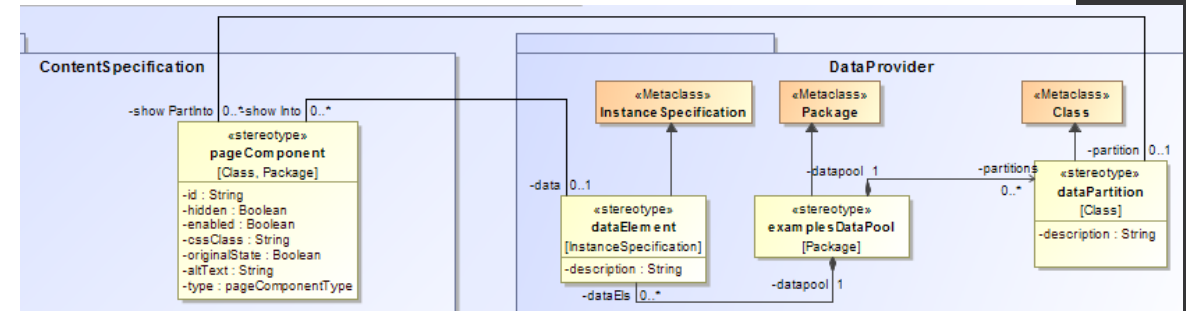 ContentSpecification
DataProvider
«Metaclass»
InstanceSpecification
«Metaclass»
Package
«Metaclass»
Class
-show PartInto 0..*
-show Into 0..*
«stereotype»
pageComponent
[Class, Package]
-id : String
-hidden : Boolean
-enabled : Boolean
-cssClass : String
-originalState : Boolean
-altText : String
-type : pageComponentType
-data 0..1
«stereotype»
dataElement
[InstanceSpecification]
-description : String
-dataEls 0..*
-datapool 1
«stereotype»
examplesDataPool
[Package]
-datapool 1
-partitions
0..*
-partition 0..1
«stereotype»
dataPartition
[Class]
-description : String